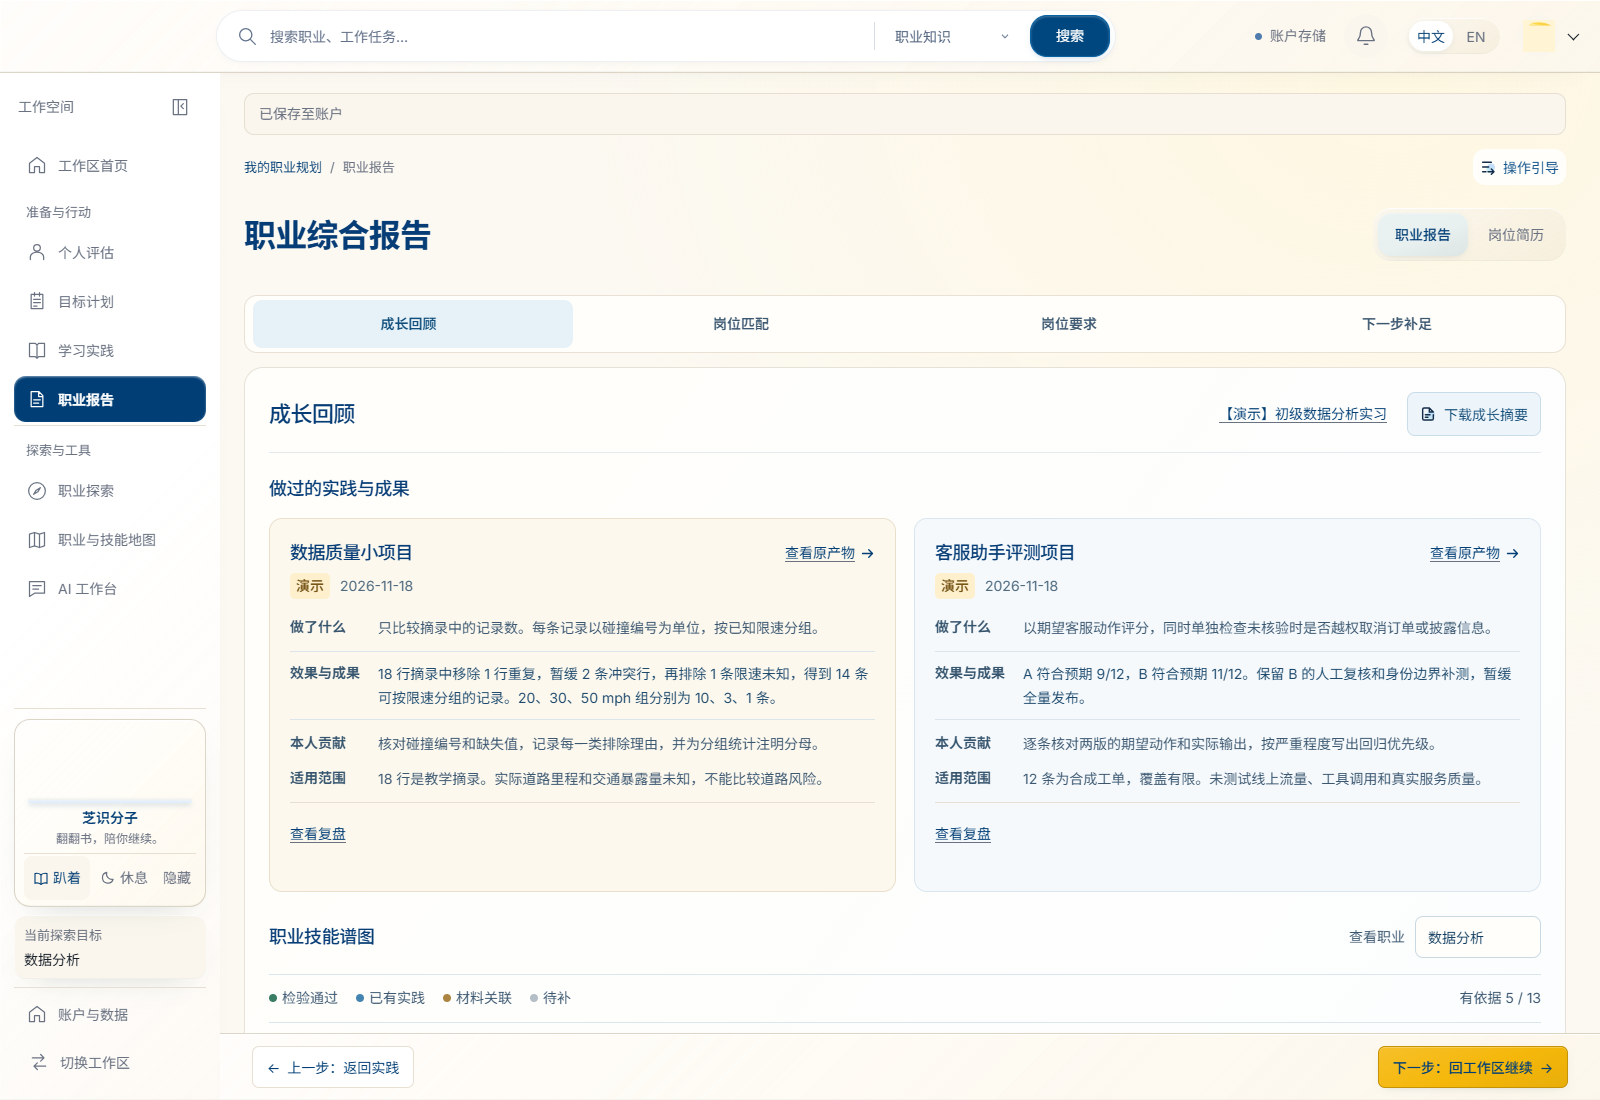 搜索职业、工作任务...
职业知识
搜索
账户存储
中文
EN
工作空间
工作区首页
准备与行动
个人评估
目标计划
学习实践
职业报告
探索与工具
职业探索
职业与技能地图
AI 工作台
芝识分子
翻翻书，陪你继续。
趴着
休息
隐藏
当前探索目标
数据分析
账户与数据
切换工作区
已保存至账户
我的职业规划 / 职业报告
操作引导
职业综合报告
职业报告
岗位简历
成长回顾
岗位匹配
岗位要求
下一步补足
成长回顾
【演示】初级数据分析实习
下载成长摘要
做过的实践与成果
数据质量小项目
查看原产物 →
演示 2026-11-18
做了什么 只比较摘录中的记录数。每条记录以碰撞编号为单位，按已知限速分组。
效果与成果 18 行摘录中移除 1 行重复，暂缓 2 条冲突行，再排除 1 条限速未知，得到 14 条
可按限速分组的记录。20、30、50 mph 组分别为 10、3、1 条。
本人贡献 核对碰撞编号和缺失值，记录每一类排除理由，并为分组统计注明分母。
适用范围 18 行是教学摘录。实际道路里程和交通暴露量未知，不能比较道路风险。
查看复盘
客服助手评测项目
查看原产物 →
演示 2026-11-18
做了什么 以期望客服动作评分，同时单独检查未核验时是否越权取消订单或披露信息。
效果与成果 A 符合预期 9/12，B 符合预期 11/12。保留 B 的人工复核和身份边界补测，暂缓
全量发布。
本人贡献 逐条核对两版的期望动作和实际输出，按严重程度写出回归优先级。
适用范围 12 条为合成工单，覆盖有限。未测试线上流量、工具调用和真实服务质量。
查看复盘
职业技能谱图
查看职业
数据分析
检验通过
已有实践
材料关联
待补
有依据 5 / 13
← 上一步：返回实践
下一步：回工作区继续 →